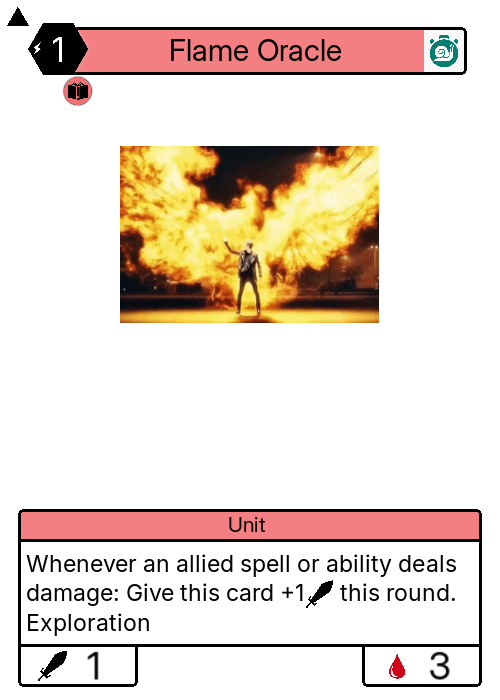 1
Flame Oracle
Unit
Whenever an allied spell or ability deals
damage: Give this card +1 this round.
Exploration
1
3